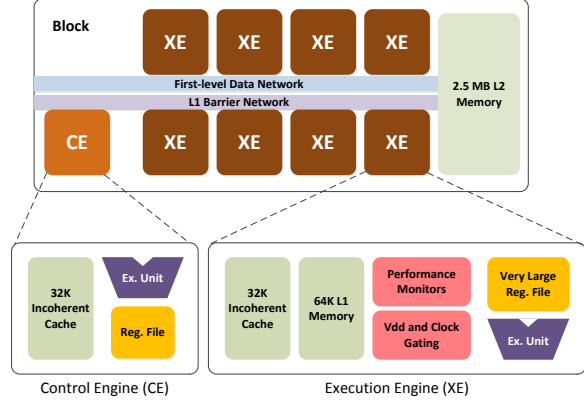 Block
XE XE XE XE
First-level Data Network
L1 Barrier Network
2.5 MB L2
Memory
CE
XE XE XE XE
32K
Incoherent
Cache
Ex. Unit
Reg. File
Control Engine (CE)
32K
Incoherent
Cache
64K L1
Memory
Performance
Monitors
Vdd and Clock
Gating
Very Large
Reg. File
Ex. Unit
Execution Engine (XE)